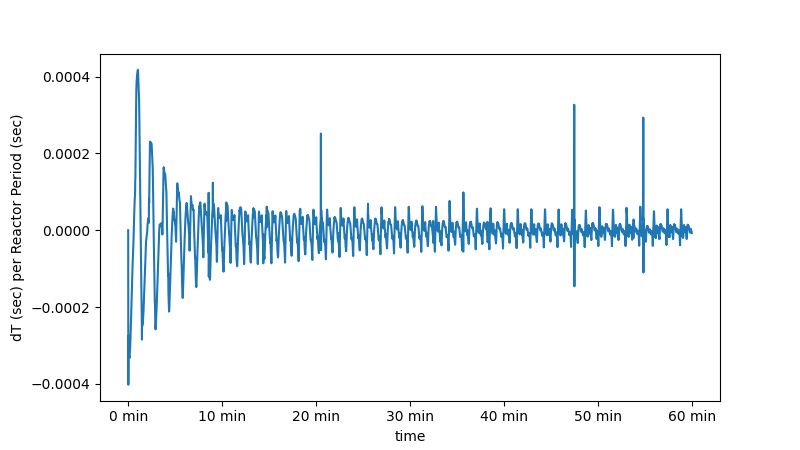 0.0004
0.0002
0.0000
−0.0002
−0.0004
dT (sec) per Reactor Period (sec)
0 min 10 min 20 min 30 min 40 min 50 min 60 min
time